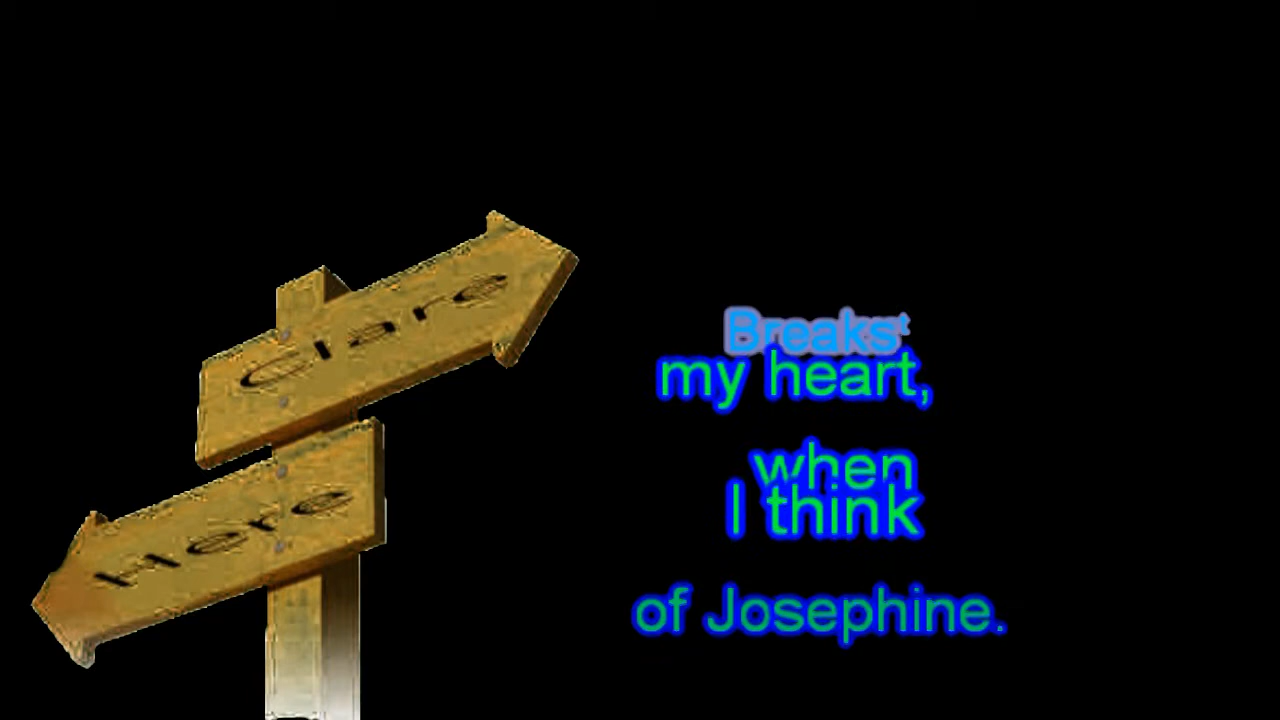 Clare
Here
Breaks
my heart,
when
I think
of Josephine.